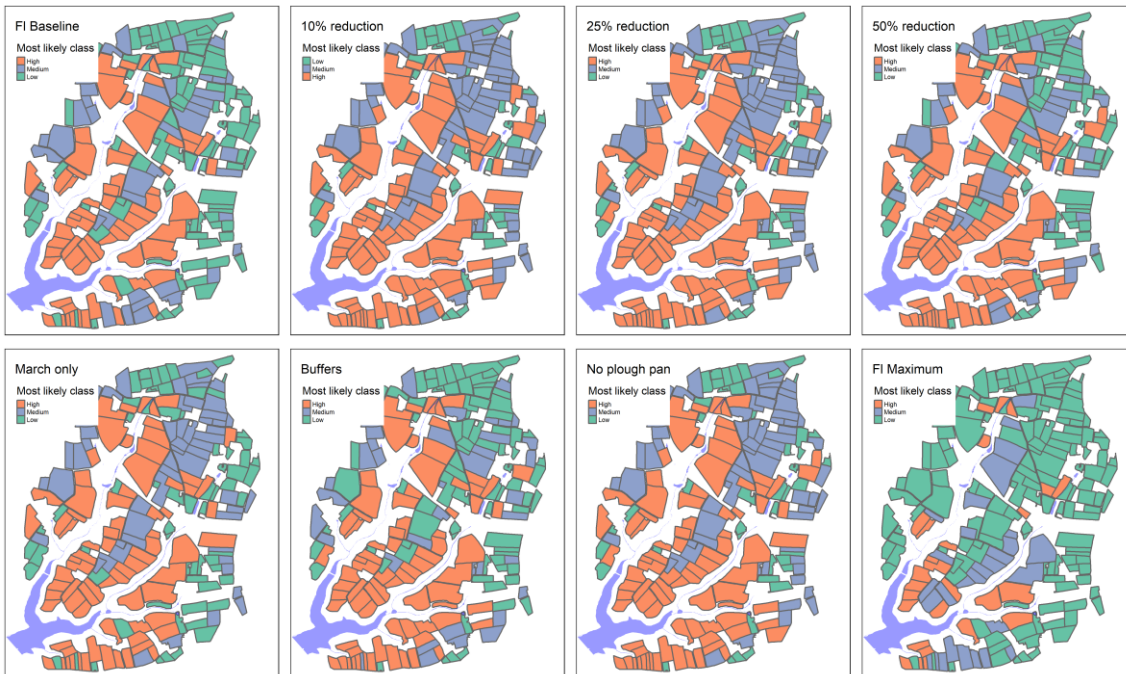 FI Baseline
Most likely class
High
Medium
Low
10% reduction
Most likely class
Low
Medium
High
25% reduction
Most likely class
High
Medium
Low
50% reduction
Most likely class
High
Medium
Low
March only
Most likely class
High
Medium
Low
Buffers
Most likely class
High
Medium
Low
No plough pan
Most likely class
High
Medium
Low
FI Maximum
Most likely class
High
Medium
Low